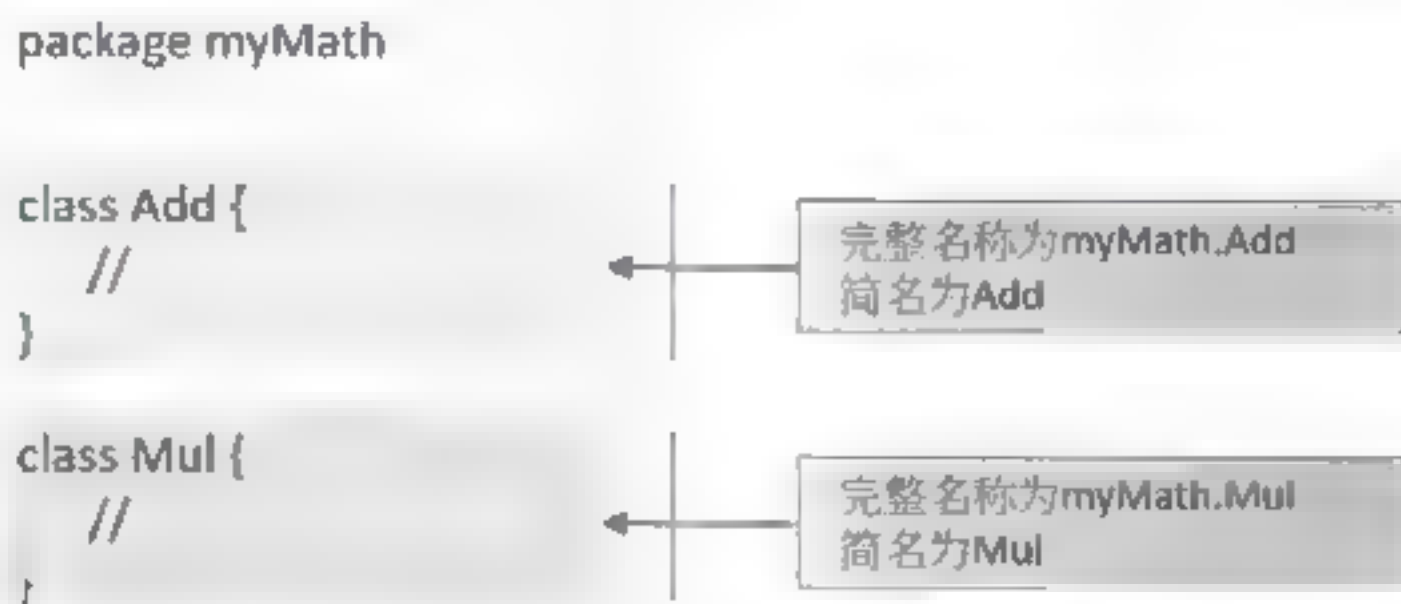 package myMath
class Add {
//
}
完整名称为myMath.Add
简名为Add
class Mul {
//
}
完整名称为myMath.Mul
简名为Mul